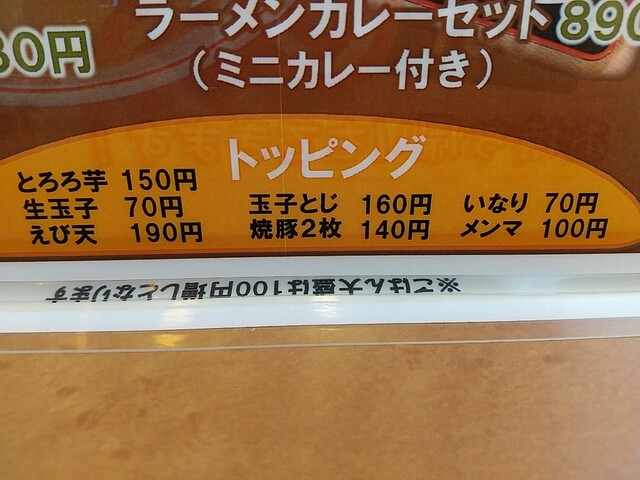 ラーメンカレーセット 890
30円
(ミニカレー付き)
トッピング
とろろ芋 150円
生玉子 70円 玉子とじ 160円 いなり 70円
えび天 190円 焼豚2枚 140円 メンマ 100円
※ごはん大盛は100円増しとなります